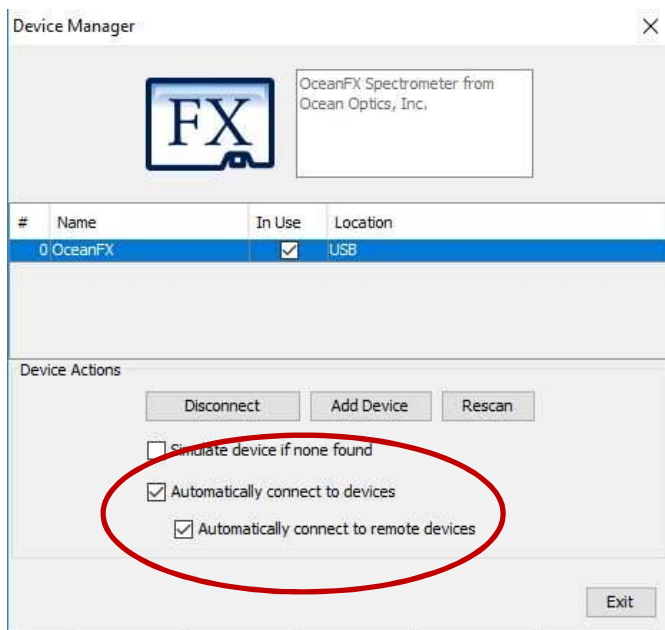 Device Manager
FX
OceanFX Spectrometer from
Ocean Optics, Inc.
# Name In Use Location
0 OceanFX USB
Device Actions
Disconnect Add Device Rescan
Simulate device if none found
Automatically connect to devices
Automatically connect to remote devices
Exit